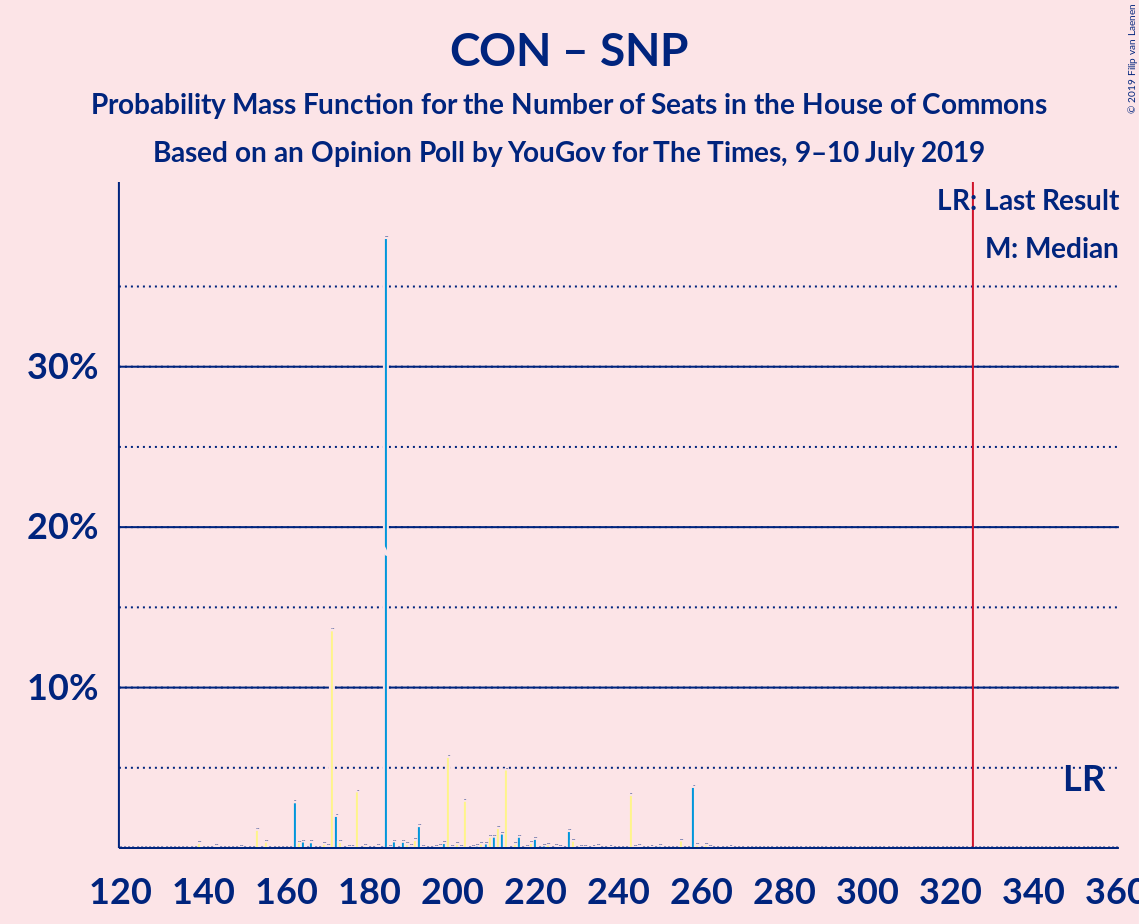 CON – SNP
Probability Mass Function for the Number of Seats in the House of Commons
Based on an Opinion Poll by YouGov for The Times, 9–10 July 2019
© 2019 Filip van Laenen
LR: Last Result
M: Median
30%
20%
10%
LR
120 140 160 180 200 220 240 260 280 300 320 340 360